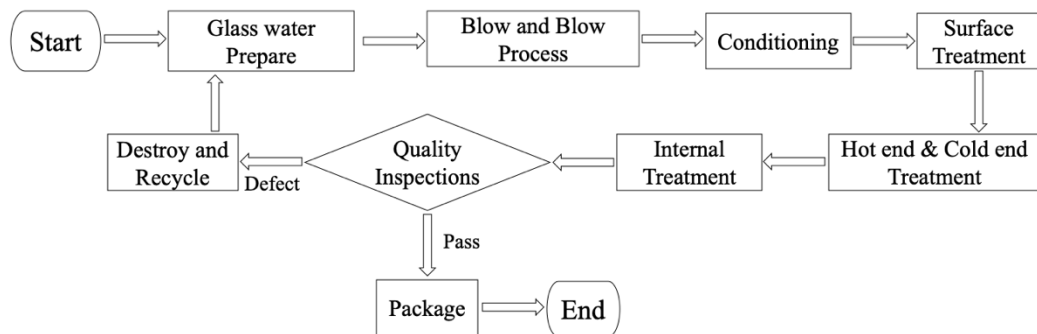 Start
Glass water
Prepare
Blow and Blow
Process
Conditioning
Surface
Treatment
Hot end & Cold end
Treatment
Internal
Treatment
Quality
Inspections
Defect
Destroy and
Recycle
Pass
Package
End